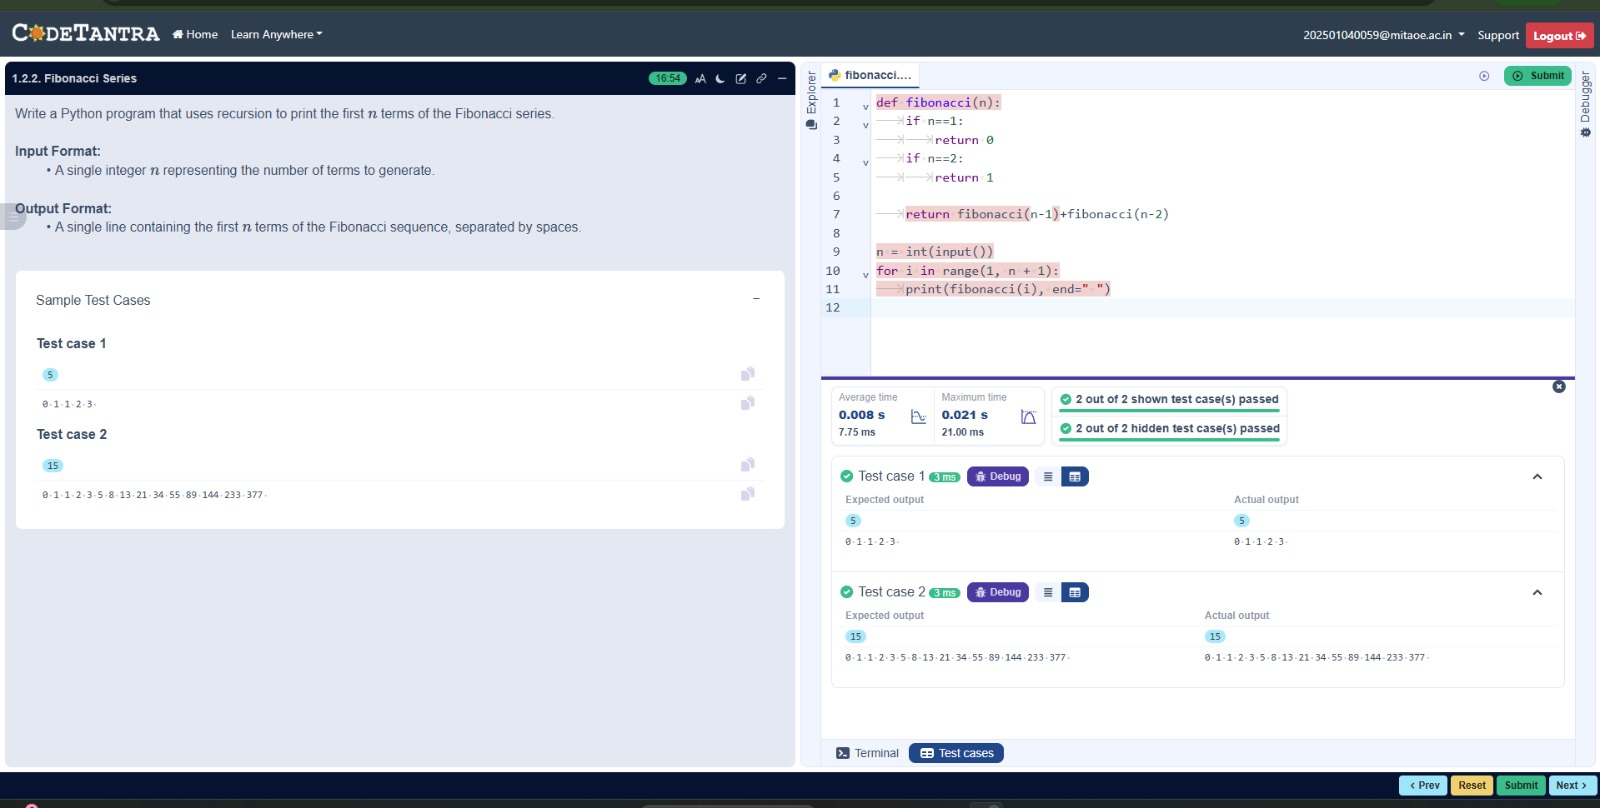 CODETANTRA Home Learn Anywhere 202501040059@mitaoe.ac.in Support Logout
1.2.2. Fibonacci Series 16:54 AA
Write a Python program that uses recursion to print the first n terms of the Fibonacci series.
Input Format:
• A single integer n representing the number of terms to generate.
Output Format:
• A single line containing the first n terms of the Fibonacci sequence, separated by spaces.
Sample Test Cases
Test case 1
5
0·1·1·2·3·
Test case 2
15
0·1·1·2·3·5·8·13·21·34·55·89·144·233·377·
Explorer
fibonacci....
Submit
Debugger
1 def fibonacci(n):
2 if n==1:
3 return 0
4 if n==2:
5 return 1
6
7 return fibonacci(n-1)+fibonacci(n-2)
8
9 n = int(input())
10 for i in range(1, n + 1):
11 print(fibonacci(i), end=" ")
12
Average time
0.008 s
7.75 ms
Maximum time
0.021 s
21.00 ms
2 out of 2 shown test case(s) passed
2 out of 2 hidden test case(s) passed
Test case 1 3 ms Debug
Expected output Actual output
5 5
0·1·1·2·3· 0·1·1·2·3·
Test case 2 3 ms Debug
Expected output Actual output
15 15
0·1·1·2·3·5·8·13·21·34·55·89·144·233·377· 0·1·1·2·3·5·8·13·21·34·55·89·144·233·377·
Terminal Test cases
< Prev Reset Submit Next >